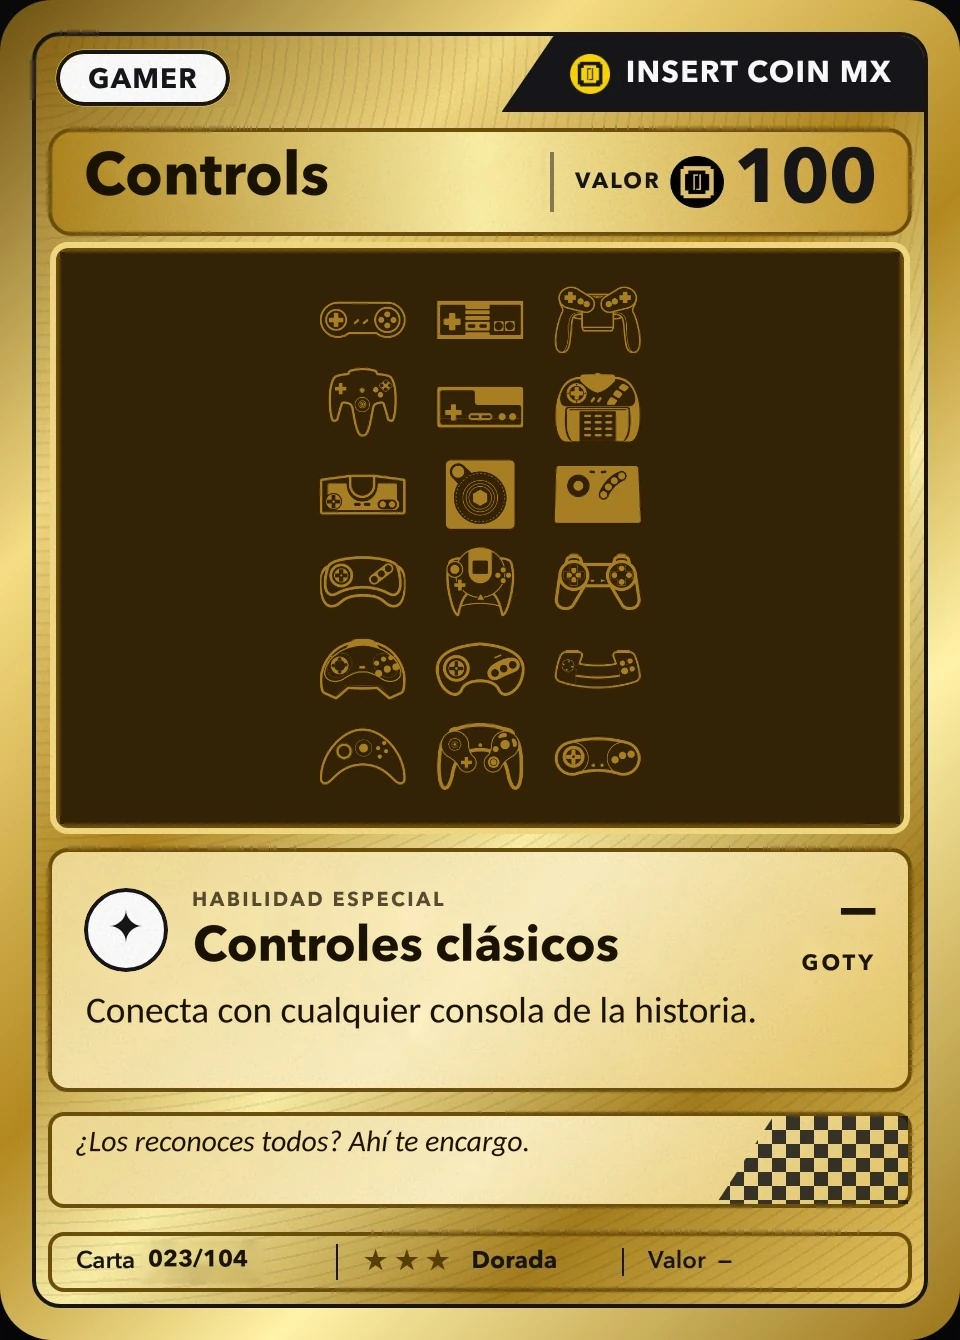 GAMER
INSERT COIN MX
Controls
VALOR 100
HABILIDAD ESPECIAL
Controles clásicos
–
GOTY
Conecta con cualquier consola de la historia.
¿Los reconoces todos? Ahí te encargo.
Carta 023/104 ★★★ Dorada Valor –